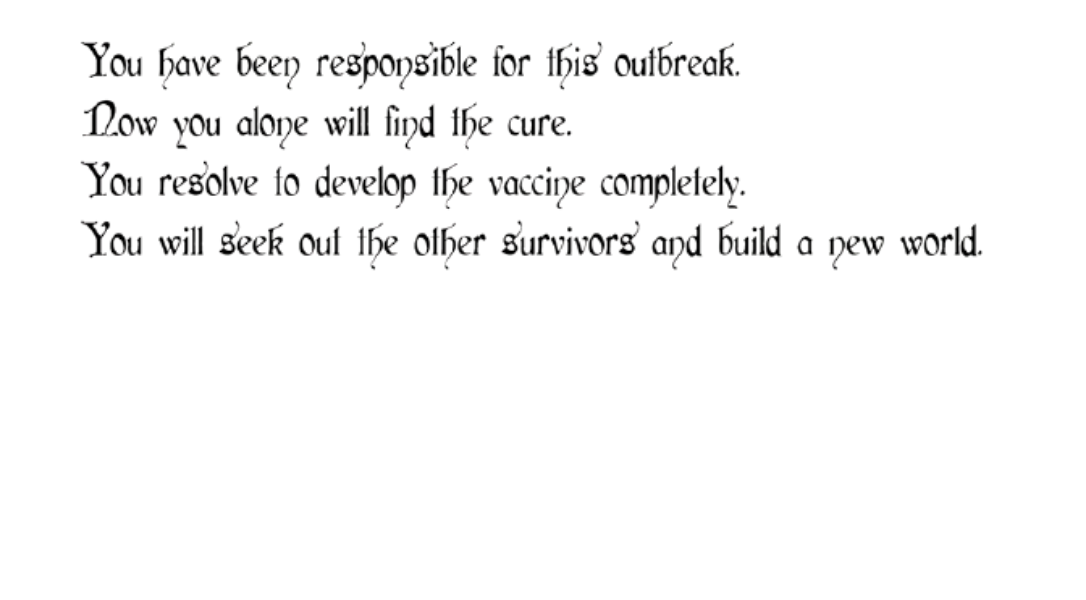 You have been responsible for this outbreak.
Now you alone will find the cure.
You resolve to develop the vaccine completely.
You will seek out the other survivors and build a new world.